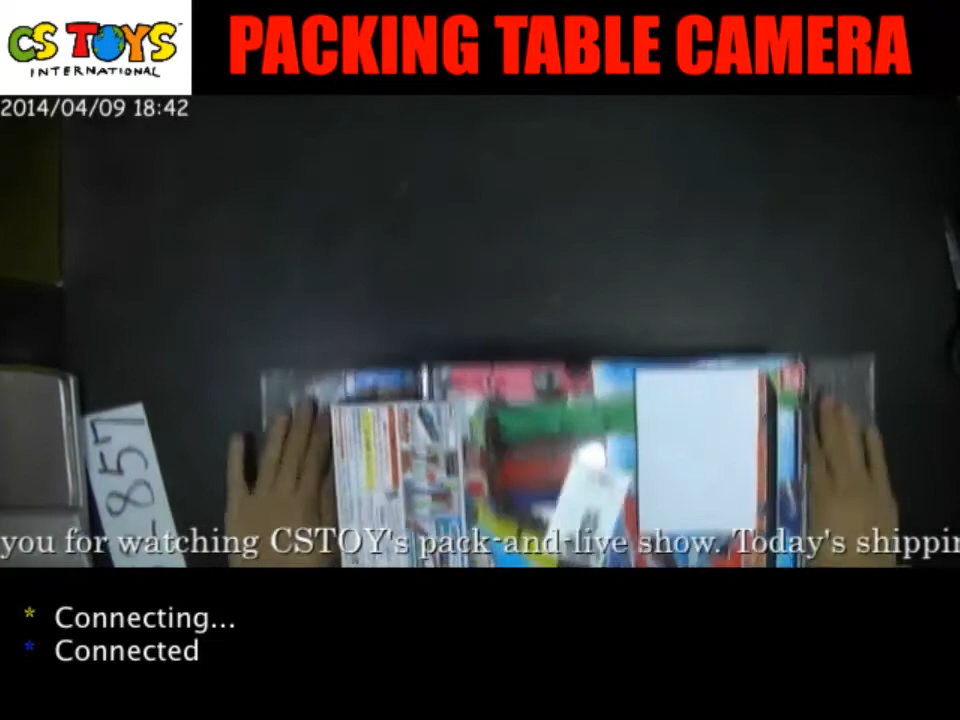 CS TOYS
INTERNATIONAL
PACKING TABLE CAMERA
2014/04/09 18:42
857
you for watching CSTOY's pack-and-live show. Today's shippin
* Connecting...
* Connected